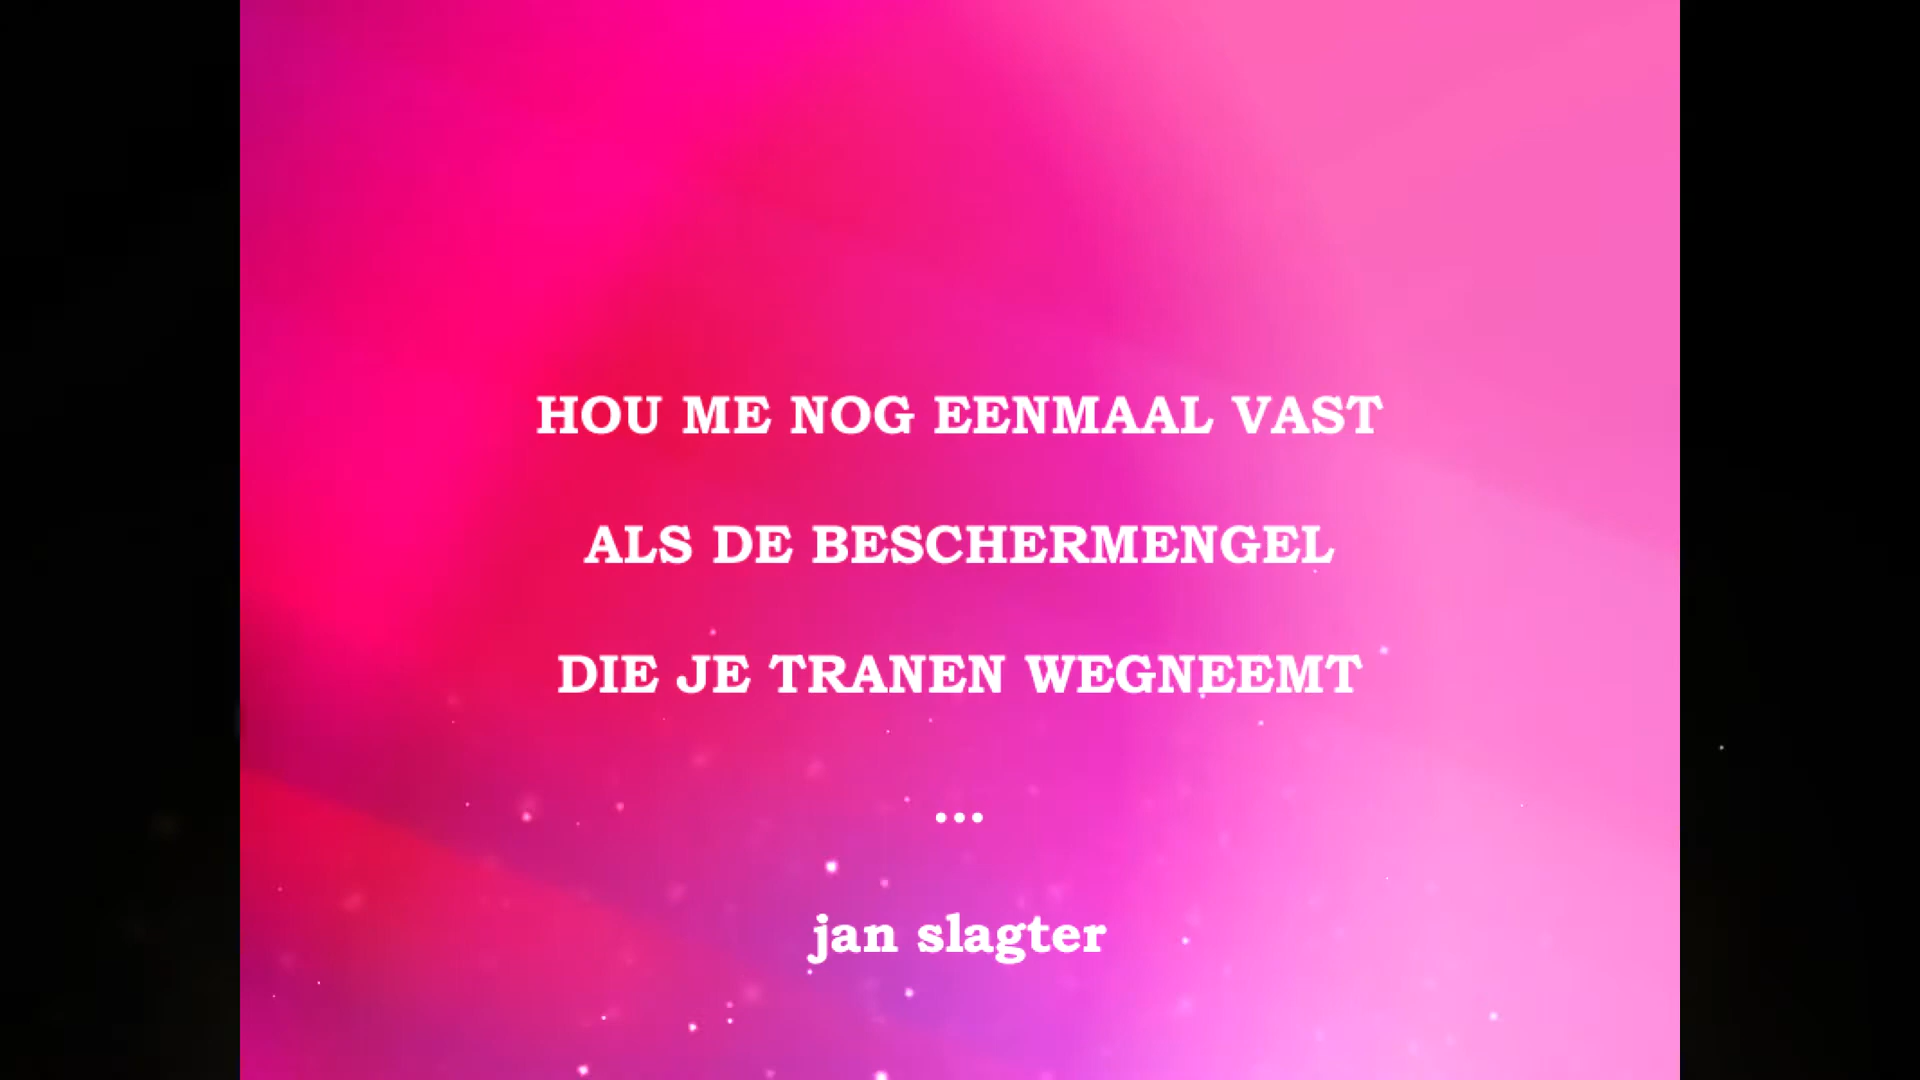 HOU ME NOG EENMAAL VAST
ALS DE BESCHERMENGEL
DIE JE TRANEN WEGNEEMT
...
jan slagter